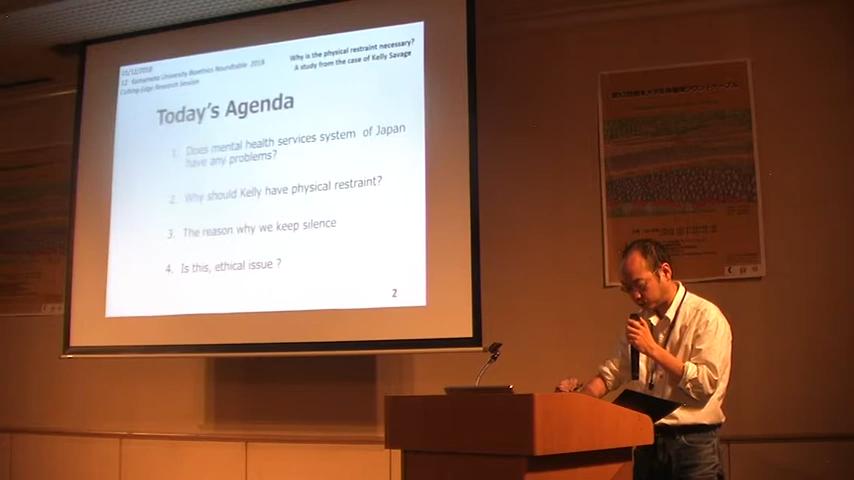 15/12/2018
12 Kumamoto University Bioethics Roundtable 2018
Cutting-Edge Research Session
Why is the physical restraint necessary?
A study from the case of Kelly Savage
Today's Agenda
1. Does mental health services system of Japan
have any problems?
2. Why should Kelly have physical restraint?
3. The reason why we keep silence
4. Is this, ethical issue ?
2